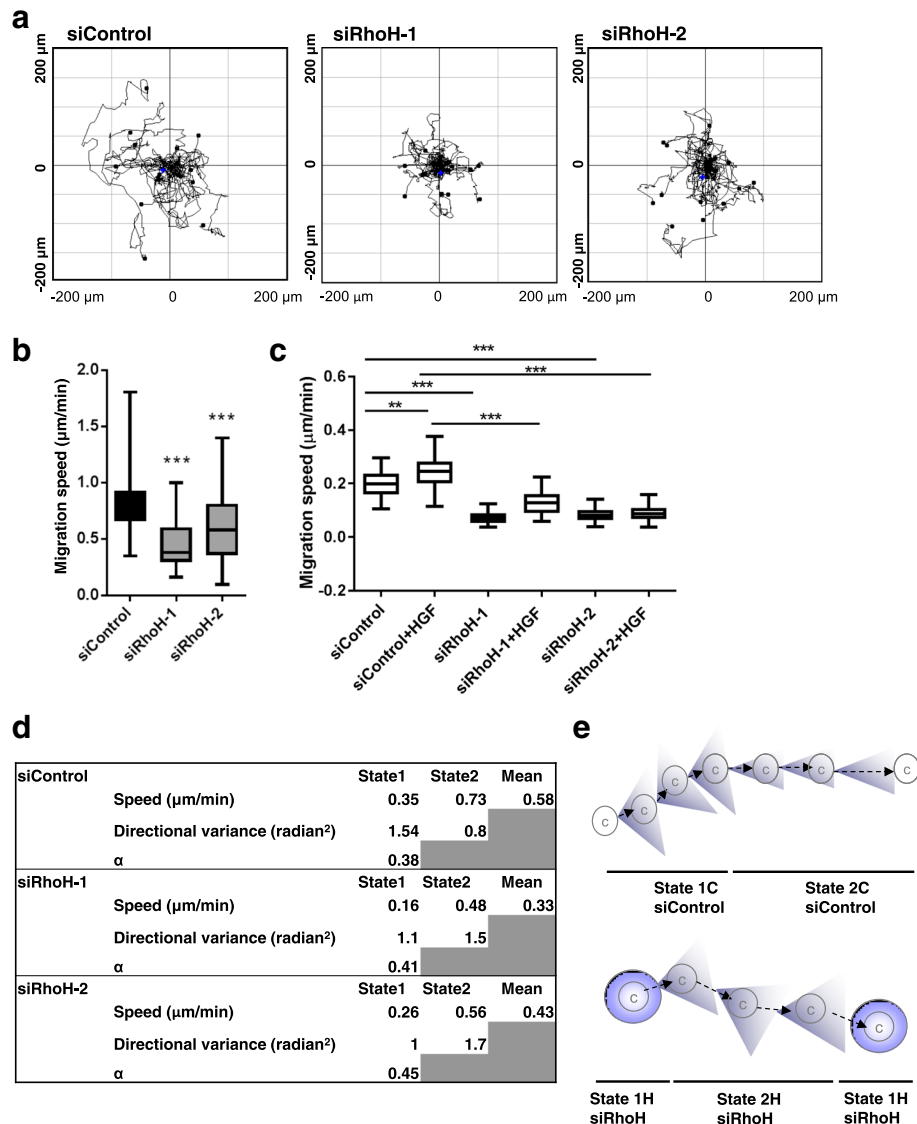 a
siControl
siRhoH-1
siRhoH-2
200 µm
0
-200 µm
-200 µm 0 200 µm
-200 µm 0 200 µm
200 µm
0
-200 µm
-200 µm 0 200 µm
200 µm
0
-200 µm
b
Migration speed (µm/min)
2.0
1.5
1.0
0.5
0.0
***
***
siControl
siRhoH-1
siRhoH-2
c
Migration speed (µm/min)
0.6
0.4
0.2
0.0
-0.2
***
***
***
**
***
siControl
siControl+HGF
siRhoH-1
siRhoH-1+HGF
siRhoH-2
siRhoH-2+HGF
d
siControl State1 State2 Mean
Speed (µm/min) 0.35 0.73 0.58
Directional variance (radian²) 1.54 0.8
α 0.38
siRhoH-1 State1 State2 Mean
Speed (µm/min) 0.16 0.48 0.33
Directional variance (radian²) 1.1 1.5
α 0.41
siRhoH-2 State1 State2 Mean
Speed (µm/min) 0.26 0.56 0.43
Directional variance (radian²) 1 1.7
α 0.45
e
C C C C C C C
State 1C State 2C
siControl siControl
C C C C C
State 1H State 2H State 1H
siRhoH siRhoH siRhoH